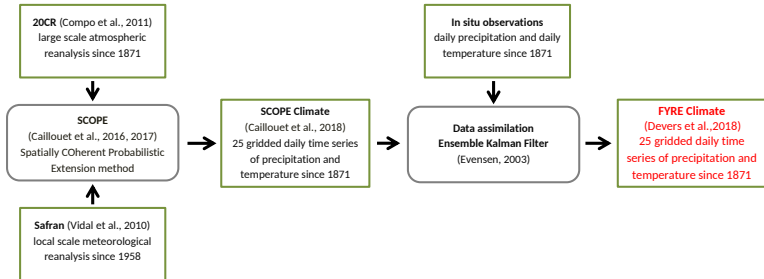 20CR (Compo et al., 2011)
large scale atmospheric
reanalysis since 1871
In situ observations
daily precipitation and daily
temperature since 1871
SCOPE
(Caillouet et al., 2016, 2017)
Spatially COherent Probabilistic
Extension method
SCOPE Climate
(Caillouet et al., 2018)
25 gridded daily time series
of precipitation and
temperature since 1871
Data assimilation
Ensemble Kalman Filter
(Evensen, 2003)
FYRE Climate
(Devers et al.,2018)
25 gridded daily time
series of precipitation and
temperature since 1871
Safran (Vidal et al., 2010)
local scale meteorological
reanalysis since 1958